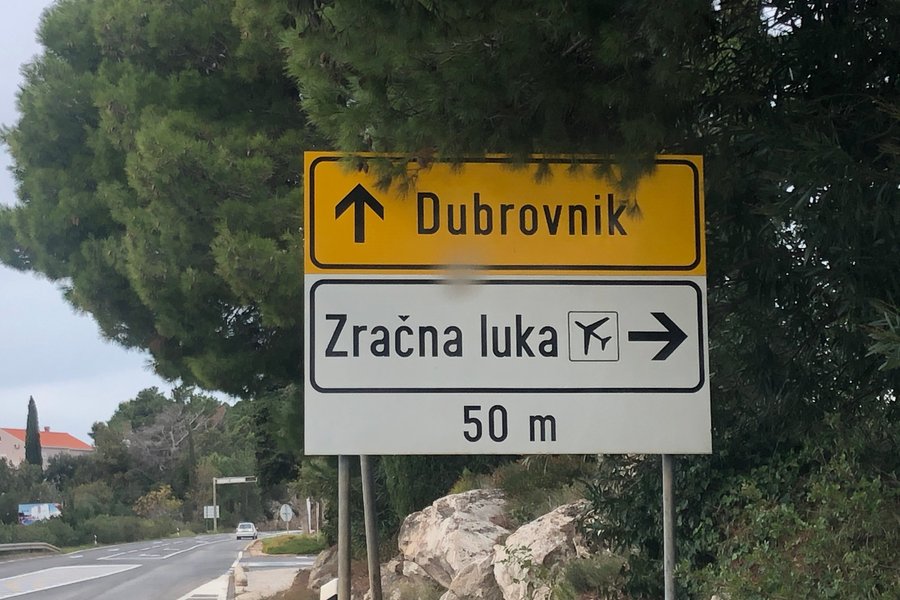 Dubrovnik
Zračna luka
50 m